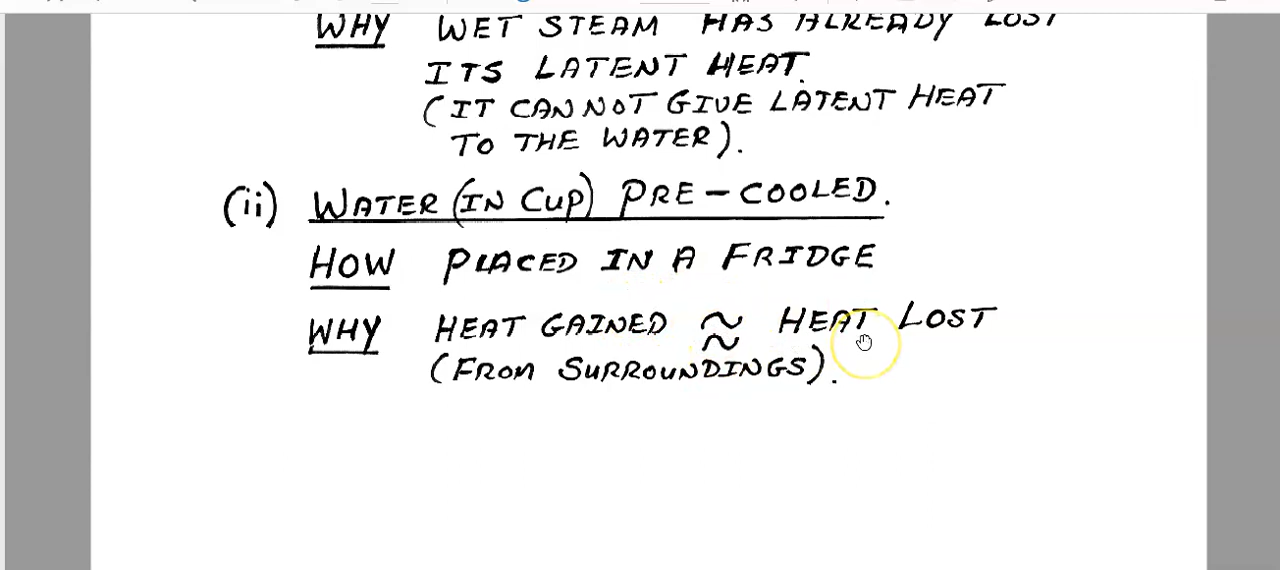 WHY WET STEAM HAS ALREADY LOST
ITS LATENT HEAT.
(IT CAN NOT GIVE LATENT HEAT
TO THE WATER).
(ii) WATER (IN CUP) PRE-COOLED.
HOW PLACED IN A FRIDGE
WHY HEAT GAINED ≈ HEAT LOST
(FROM SURROUNDINGS).